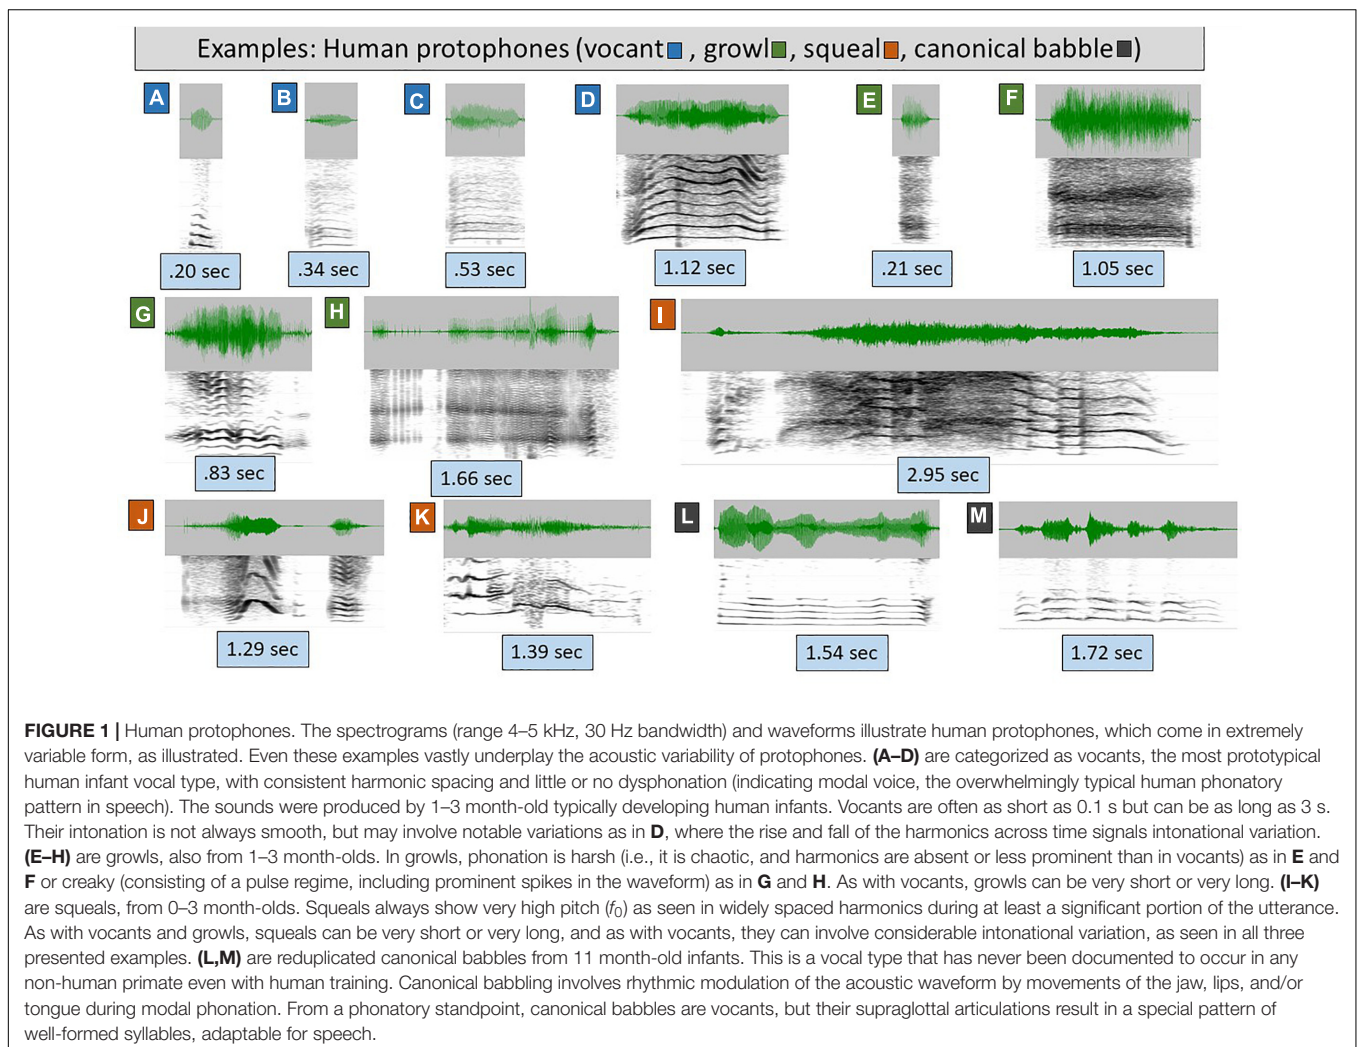 Examples: Human protophones (vocant , growl , squeal , canonical babble )
A B C D E F
.20 sec .34 sec .53 sec 1.12 sec .21 sec 1.05 sec
G H I
.83 sec 1.66 sec 2.95 sec
J K L M
1.29 sec 1.39 sec 1.54 sec 1.72 sec
FIGURE 1 | Human protophones. The spectrograms (range 4–5 kHz, 30 Hz bandwidth) and waveforms illustrate human protophones, which come in extremely
variable form, as illustrated. Even these examples vastly underplay the acoustic variability of protophones. (A–D) are categorized as vocants, the most prototypical
human infant vocal type, with consistent harmonic spacing and little or no dysphonation (indicating modal voice, the overwhelmingly typical human phonatory
pattern in speech). The sounds were produced by 1–3 month-old typically developing human infants. Vocants are often as short as 0.1 s but can be as long as 3 s.
Their intonation is not always smooth, but may involve notable variations as in D, where the rise and fall of the harmonics across time signals intonational variation.
(E–H) are growls, also from 1–3 month-olds. In growls, phonation is harsh (i.e., it is chaotic, and harmonics are absent or less prominent than in vocants) as in E and
F or creaky (consisting of a pulse regime, including prominent spikes in the waveform) as in G and H. As with vocants, growls can be very short or very long. (I–K)
are squeals, from 0–3 month-olds. Squeals always show very high pitch (f0) as seen in widely spaced harmonics during at least a significant portion of the utterance.
As with vocants and growls, squeals can be very short or very long, and as with vocants, they can involve considerable intonational variation, as seen in all three
presented examples. (L,M) are reduplicated canonical babbles from 11 month-old infants. This is a vocal type that has never been documented to occur in any
non-human primate even with human training. Canonical babbling involves rhythmic modulation of the acoustic waveform by movements of the jaw, lips, and/or
tongue during modal phonation. From a phonatory standpoint, canonical babbles are vocants, but their supraglottal articulations result in a special pattern of
well-formed syllables, adaptable for speech.